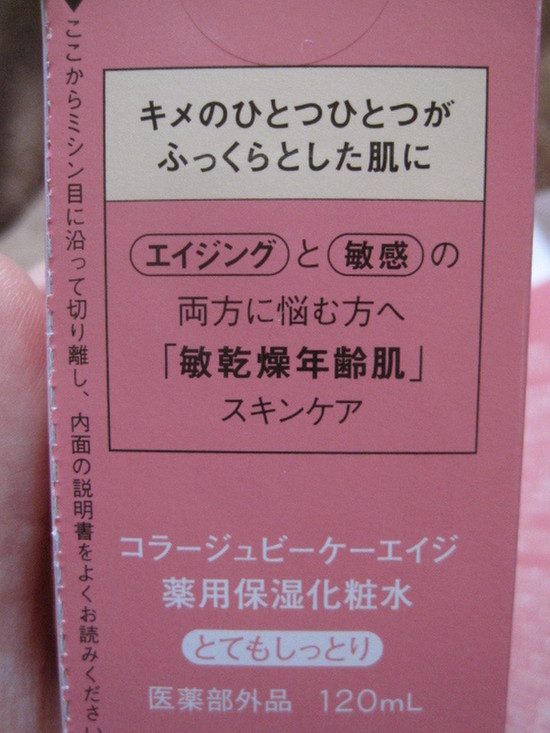 キメのひとつひとつが
ふっくらとした肌に
エイジングと敏感の
両方に悩む方へ
「敏乾燥年齢肌」
スキンケア
コラージュビーケーエイジ
薬用保湿化粧水
とてもしっとり
医薬部外品 120mL
▼ここからミシン目に沿って切り離し、内面の説明書をよくお読みください